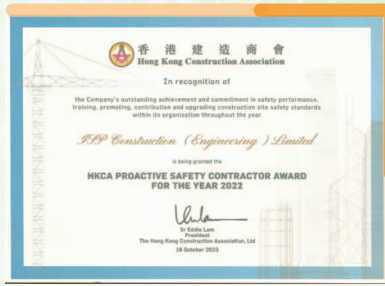 香港建造商會
Hong Kong Construction Association
In recognition of
the Company's outstanding achievement and commitment in safety performance,
training, promoting, contribution and upgrading construction site safety standards
within its organization throughout the year
ISP Construction (Engineering) Limited
is being granted the
HKCA PROACTIVE SAFETY CONTRACTOR AWARD
FOR THE YEAR 2022
Sr Eddie Lam
President
The Hong Kong Construction Association, Ltd
18 October 2023